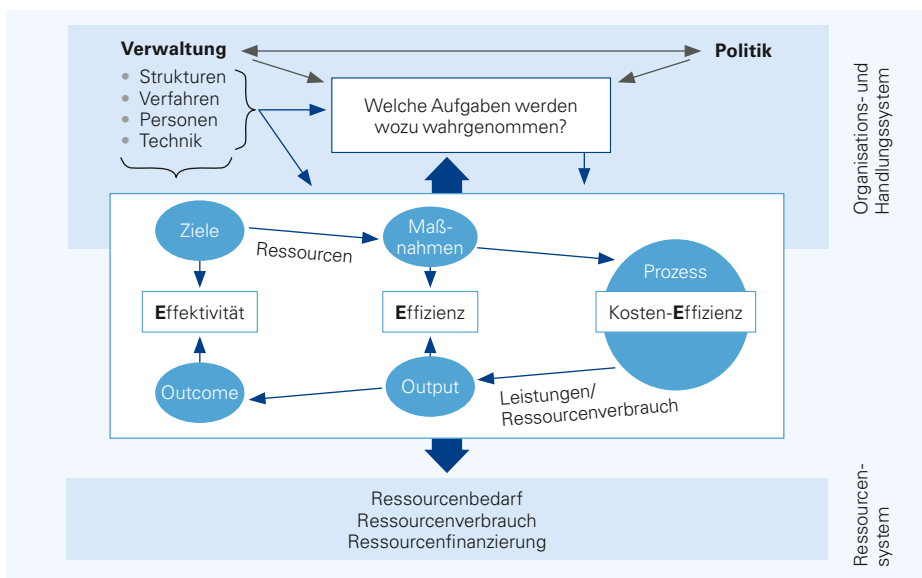 Verwaltung
Politik
• Strukturen
• Verfahren
• Personen
• Technik
Welche Aufgaben werden
wozu wahrgenommen?
Organisations- und
Handlungssystem
Ziele
Ressourcen
Maß-
nahmen
Prozess
Effektivität
Effizienz
Kosten-Effizienz
Outcome
Output
Leistungen/
Ressourcenverbrauch
Ressourcenbedarf
Ressourcenverbrauch
Ressourcenfinanzierung
Ressourcen-
system